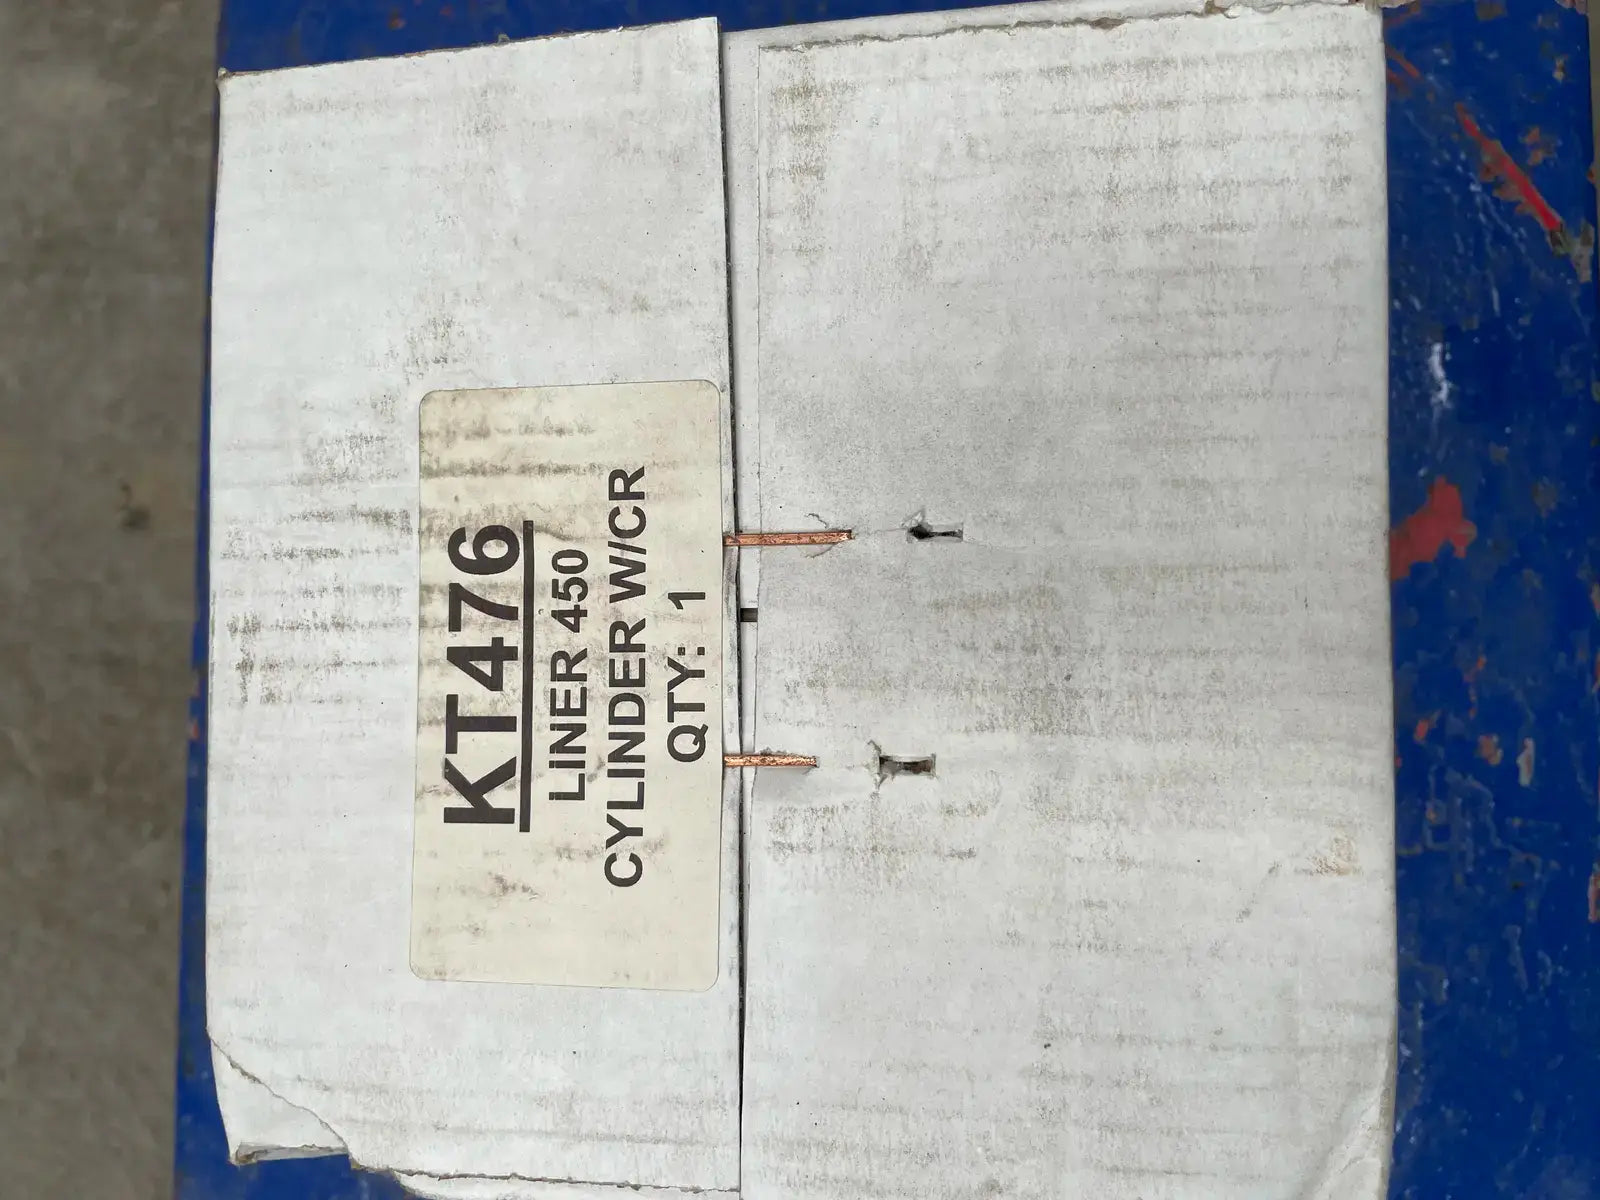 KT476
LINER 450
CYLINDER W/CR
QTY: 1